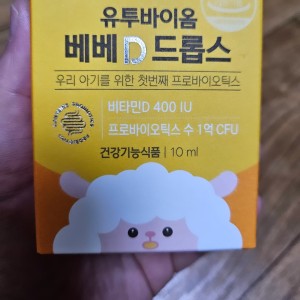 유투바이옴
베베D드롭스
우리 아기를 위한 첫번째 프로바이오틱스
비타민D 400 IU
프로바이오틱스 수 1억 CFU
건강기능식품 | 10 ml